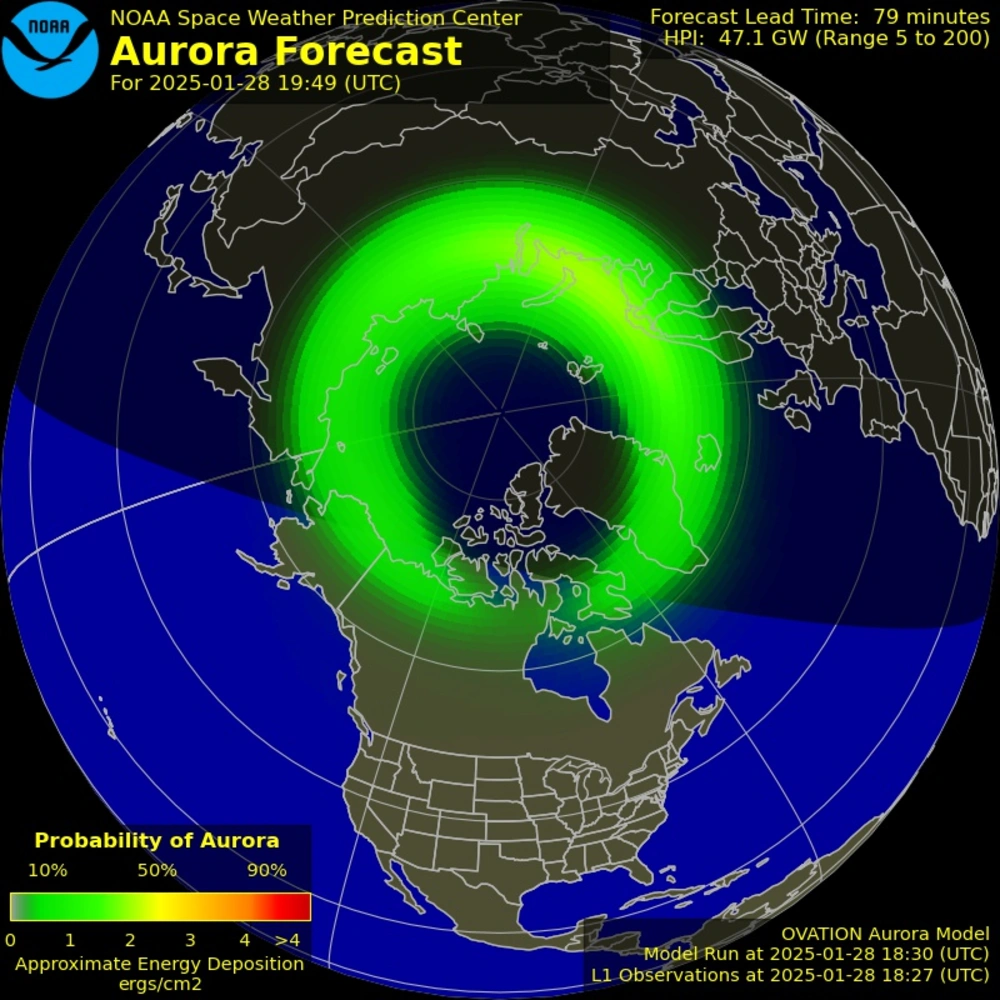 NOAA
NOAA Space Weather Prediction Center
Aurora Forecast
For 2025-01-28 19:49 (UTC)
Forecast Lead Time: 79 minutes
HPI: 47.1 GW (Range 5 to 200)
Probability of Aurora
10% 50% 90%
0 1 2 3 4 >4
Approximate Energy Deposition
ergs/cm2
OVATION Aurora Model
Model Run at 2025-01-28 18:30 (UTC)
L1 Observations at 2025-01-28 18:27 (UTC)